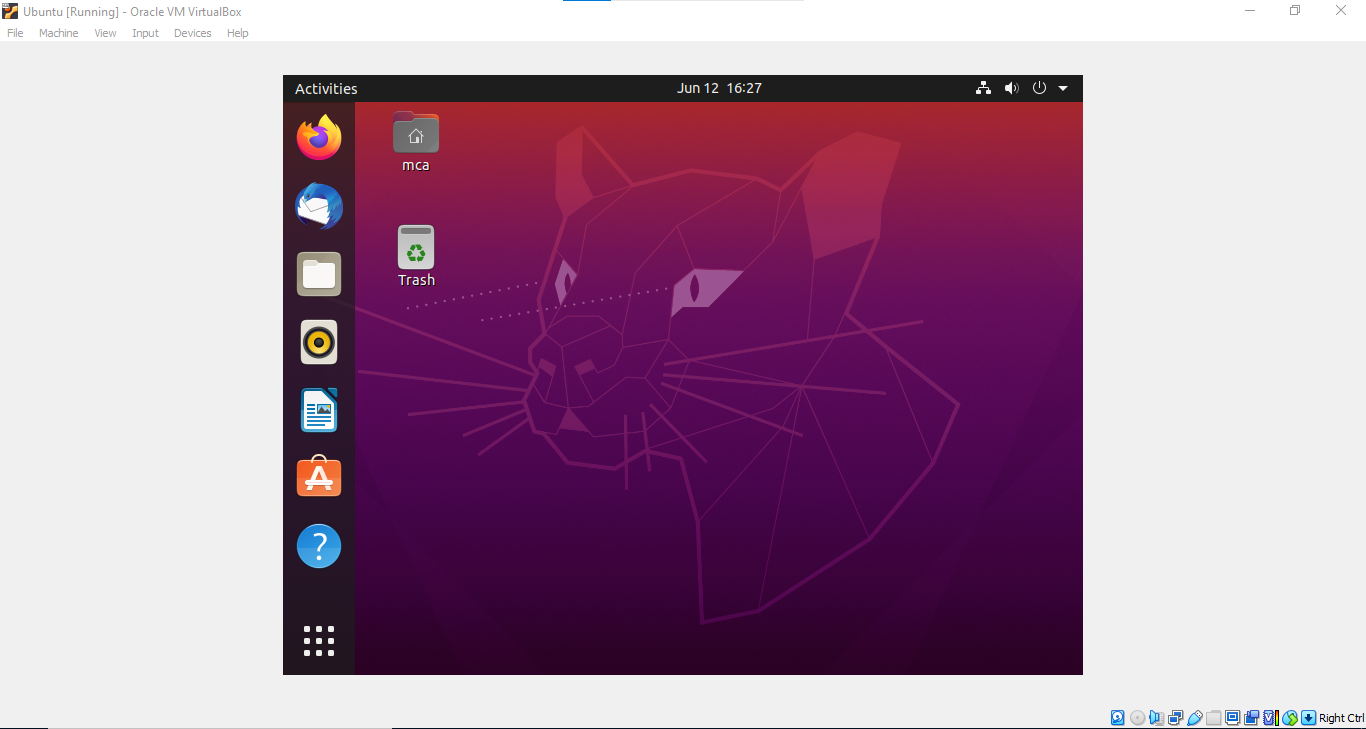 Ubuntu [Running] - Oracle VM VirtualBox
File Machine View Input Devices Help
Activities
Jun 12 16:27
mca
Trash
Right Ctrl